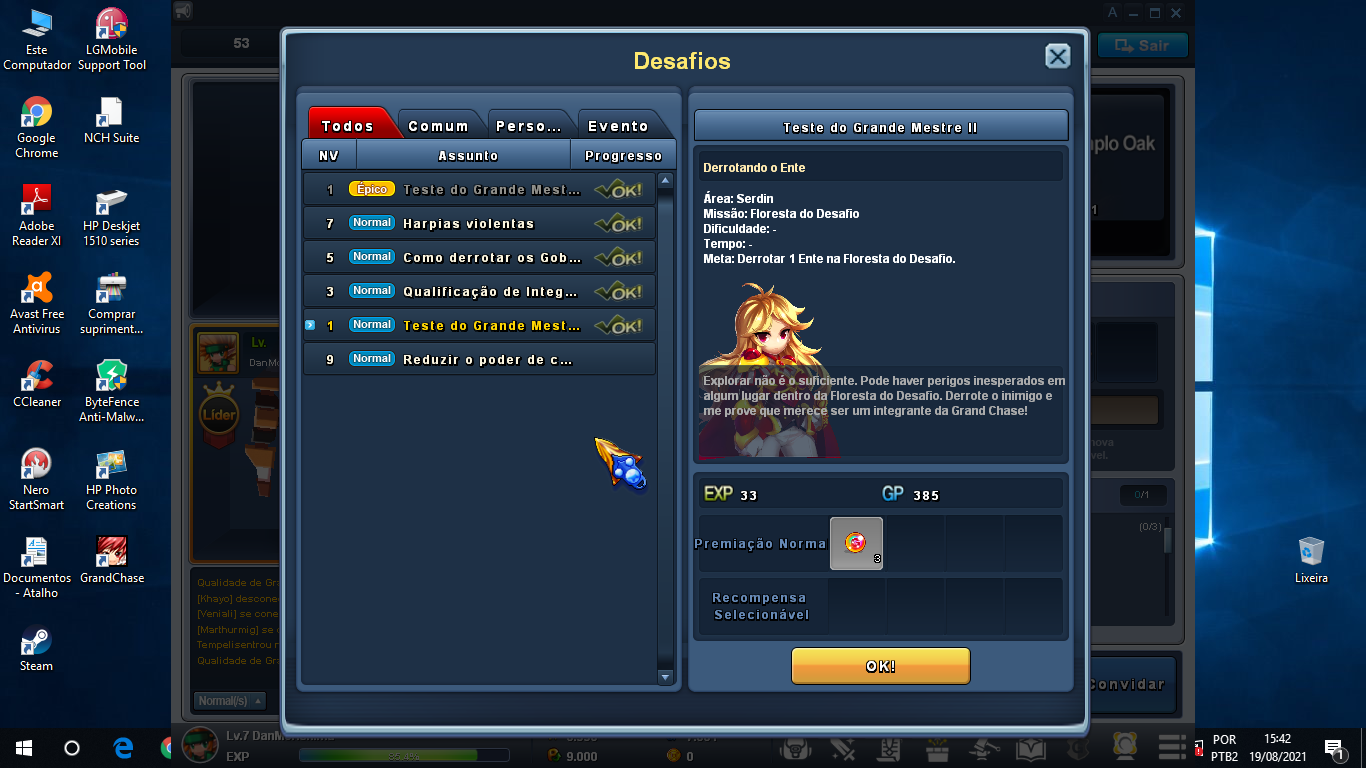 Este
Computador
LGMobile
Support Tool
Google
Chrome
NCH Suite
Adobe
Reader XI
HP Deskjet
1510 series
Avast Free
Antivirus
Comprar
supriment...
CCleaner
ByteFence
Anti-Malw...
Nero
StartSmart
HP Photo
Creations
Documentos
- Atalho
GrandChase
Steam
53
A
Sair
Desafios
Todos
Comum
Perso...
Evento
NV
Assunto
Progresso
1 Épico Teste do Grande Mest... OK!
7 Normal Harpias violentas OK!
5 Normal Como derrotar os Gob... OK!
3 Normal Qualificação de Integ... OK!
1 Normal Teste do Grande Mest... OK!
9 Normal Reduzir o poder de c...
Teste do Grande Mestre II
Derrotando o Ente
Área: Serdin
Missão: Floresta do Desafio
Dificuldade: -
Tempo: -
Meta: Derrotar 1 Ente na Floresta do Desafio.
Explorar não é o suficiente. Pode haver perigos inesperados em
algum lugar dentro da Floresta do Desafio. Derrote o inimigo e
me prove que merece ser um integrante da Grand Chase!
EXP 33
GP 385
Premiação Norma
3
Recompensa
Selecionável
OK!
plo Oak
1
Lv.
DanM
Líder
nova
vel.
0/1
(0/3)
Qualidade de Gra
[Khayo] desconec
[Veniali] se cone
[Marthurmig] se c
Tempelisentrou n
Qualidade de Gra
Normal(/s)
Convidar
Lv.7
EXP
9.000
0
Lixeira
POR
PTB2
15:42
19/08/2021
1